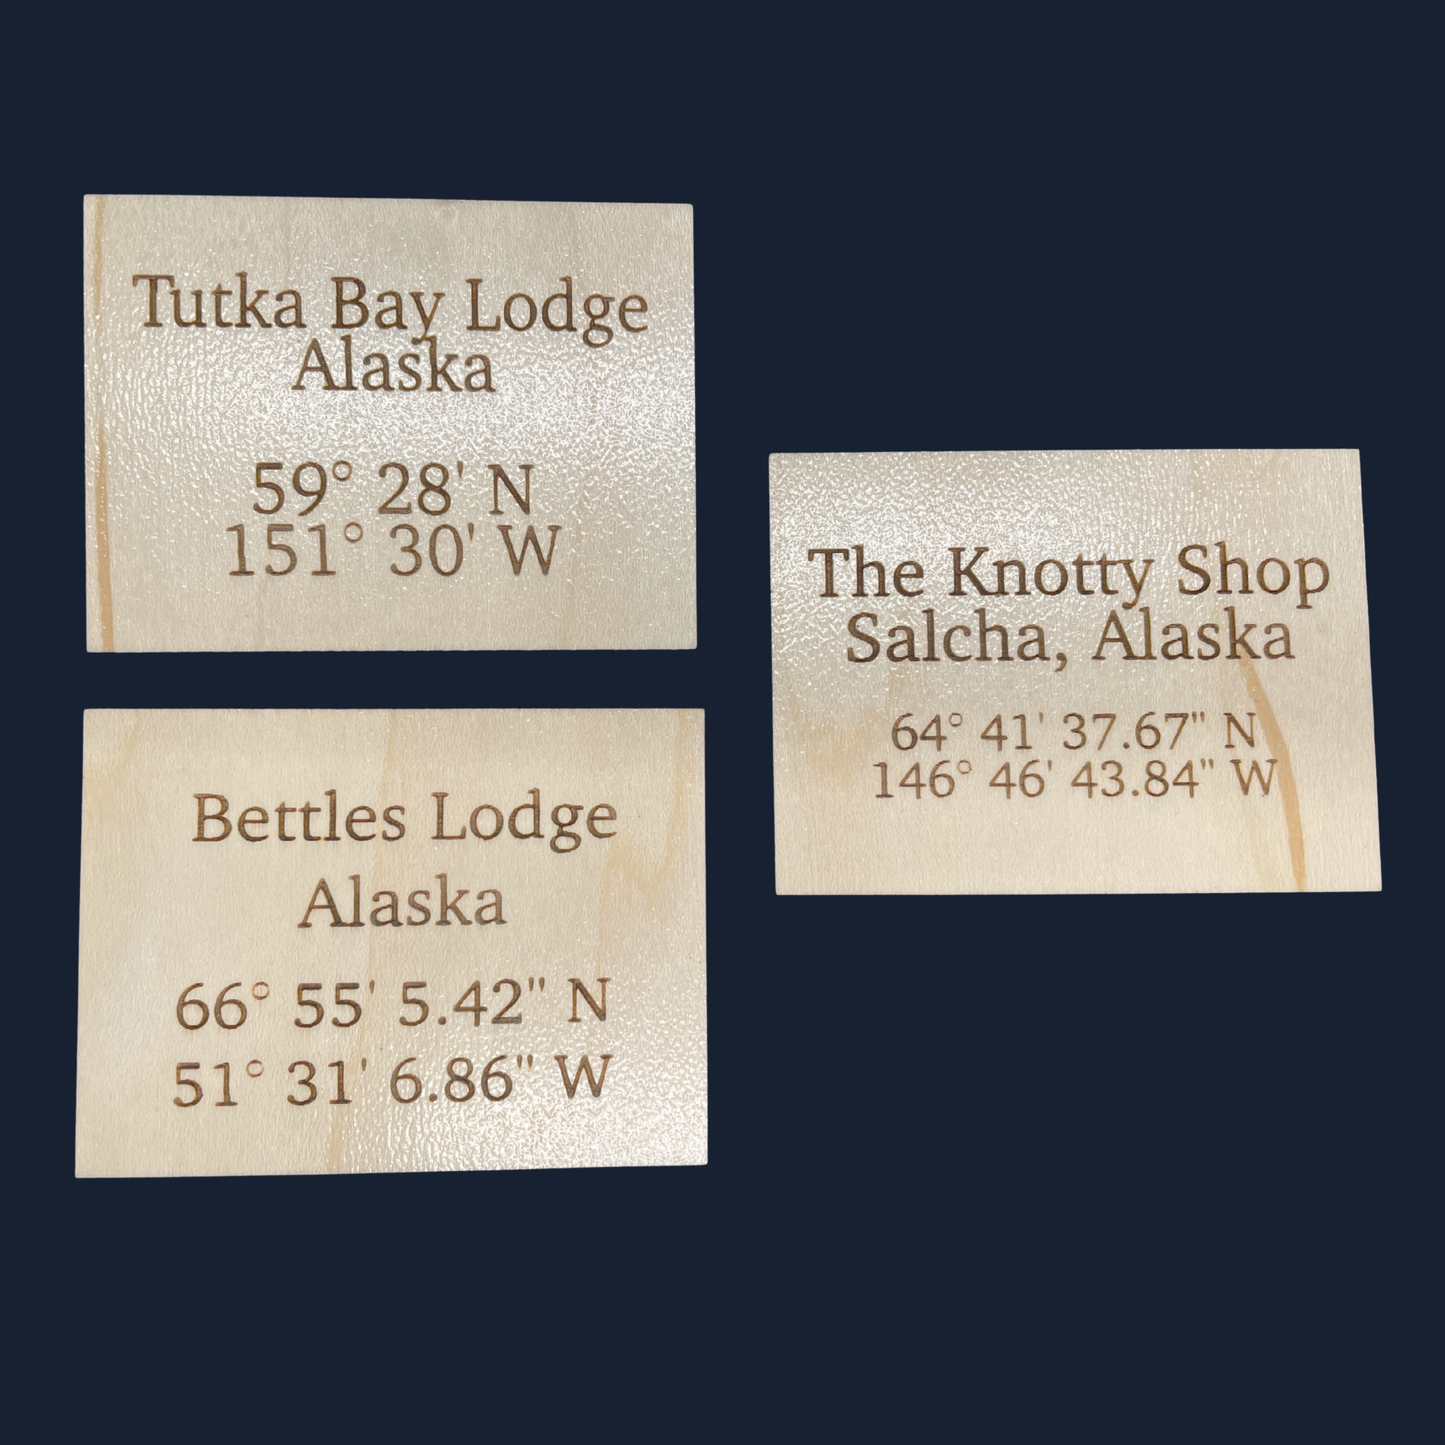 Tutka Bay Lodge
Alaska
59° 28' N
151° 30' W
Bettles Lodge
Alaska
66° 55' 5.42" N
51° 31' 6.86" W
The Knotty Shop
Salcha, Alaska
64° 41' 37.67" N
146° 46' 43.84" W